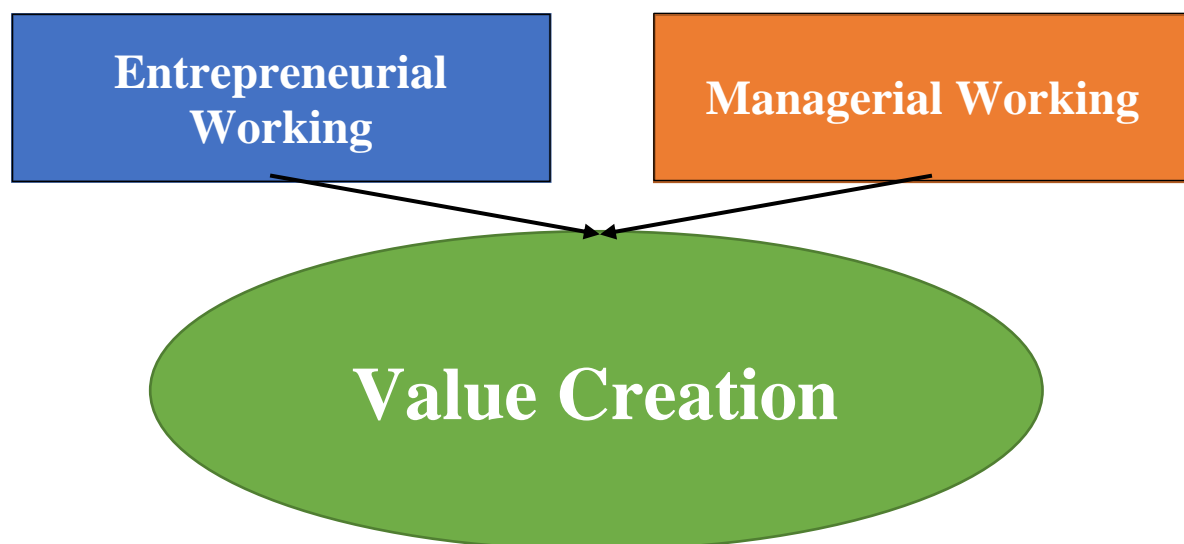 Entrepreneurial
Working
Managerial Working
Value Creation